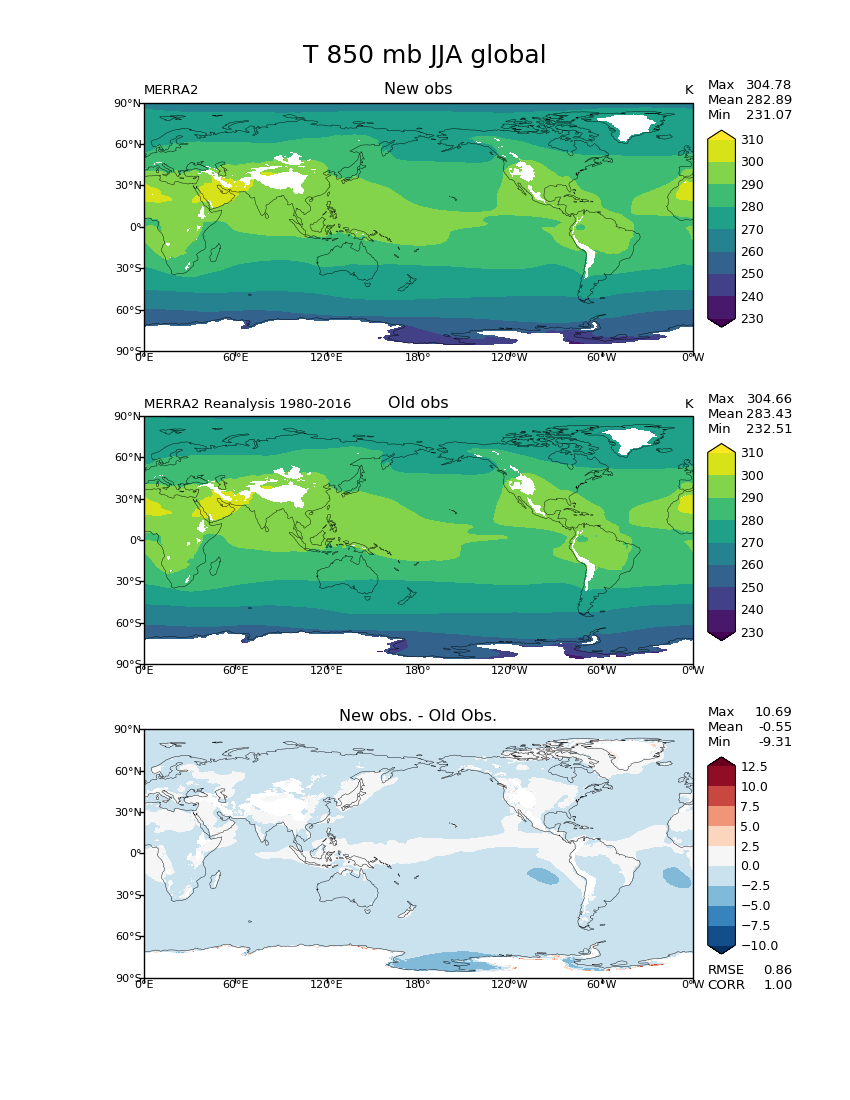 T 850 mb JJA global
MERRA2 New obs K
Max 304.78
Mean 282.89
Min 231.07
90°N
60°N
30°N
0°
30°S
60°S
90°S
0°E 60°E 120°E 180° 120°W 60°W 0°W
310
300
290
280
270
260
250
240
230
MERRA2 Reanalysis 1980-2016 Old obs K
Max 304.66
Mean 283.43
Min 232.51
90°N
60°N
30°N
0°
30°S
60°S
90°S
0°E 60°E 120°E 180° 120°W 60°W 0°W
310
300
290
280
270
260
250
240
230
New obs. - Old Obs.
Max 10.69
Mean -0.55
Min -9.31
90°N
60°N
30°N
0°
30°S
60°S
90°S
0°E 60°E 120°E 180° 120°W 60°W 0°W
12.5
10.0
7.5
5.0
2.5
0.0
−2.5
−5.0
−7.5
−10.0
RMSE 0.86
CORR 1.00